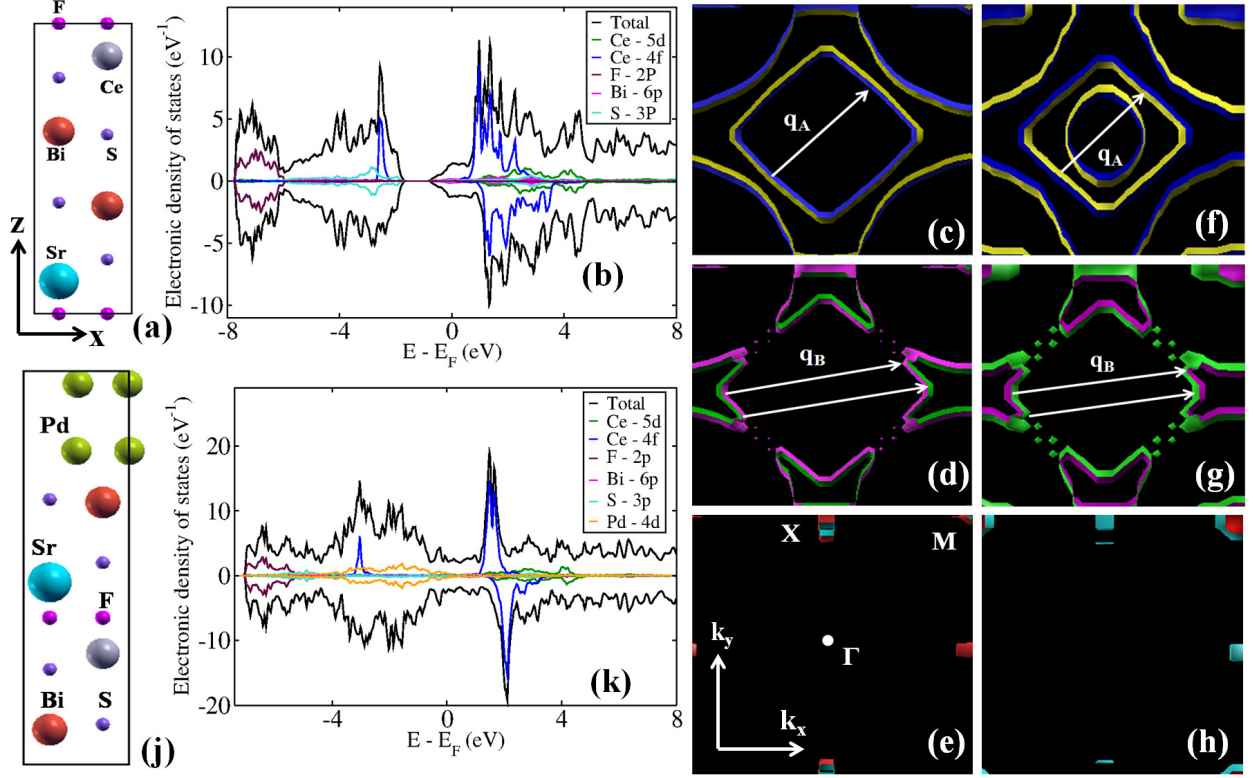 F
Ce
Bi
S
Sr
Z
X
(a)
Electronic density of states (eV⁻¹)
10
5
0
-5
-10
-8
-4
0
4
8
E - E_F (eV)
Total
Ce - 5d
Ce - 4f
F - 2P
Bi - 6p
S - 3P
(b)
q_A
(c)
q_A
(f)
q_B
(d)
q_B
(g)
X
M
k_y
Γ
k_x
(e)
(h)
Pd
Sr
F
Bi
S
(j)
Electronic density of states (eV⁻¹)
20
10
0
-10
-20
-4
0
4
8
E - E_F (eV)
Total
Ce - 5d
Ce - 4f
F - 2p
Bi - 6p
S - 3p
Pd - 4d
(k)